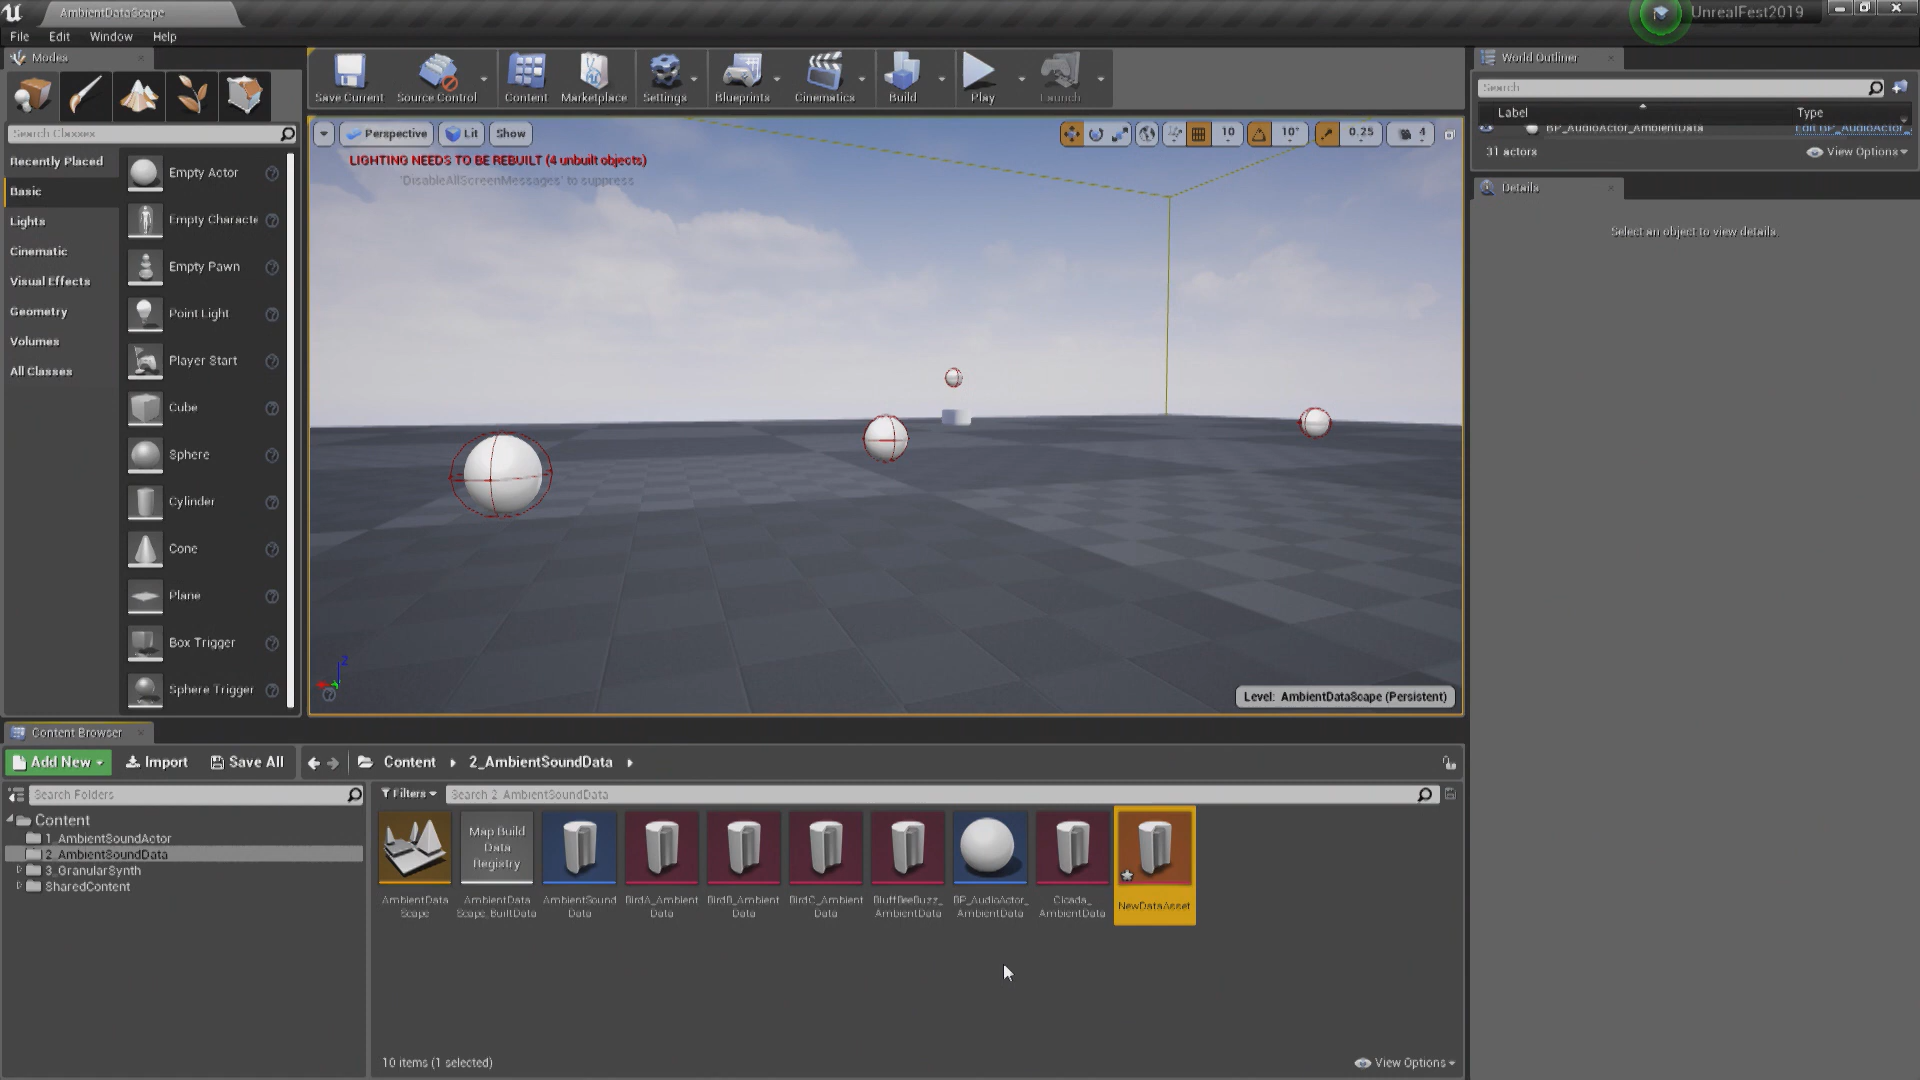 AmbientDataScape
UnrealFest2019
File Edit Window Help
Modes
Search Classes
Recently Placed
Basic
Lights
Cinematic
Visual Effects
Geometry
Volumes
All Classes
Empty Actor
Empty Characte
Empty Pawn
Point Light
Player Start
Cube
Sphere
Cylinder
Cone
Plane
Box Trigger
Sphere Trigger
Save Current Source Control Content Marketplace Settings Blueprints Cinematics Build Play Launch
Perspective Lit Show
10 10° 0.25 4
LIGHTING NEEDS TO BE REBUILT (4 unbuilt objects)
'DisableAllScreenMessages' to suppress
Z
Level: AmbientDataScape (Persistent)
World Outliner
Search
Label Type
BP_AudioActor_AmbientData Edit BP_AudioActor_
31 actors View Options
Details
Select an object to view details.
Content Browser
Add New Import Save All Content 2_AmbientSoundData
Search Folders
Filters Search 2_AmbientSoundData
Content
1_AmbientSoundActor
2_AmbientSoundData
3_GranularSynth
SharedContent
Map Build
Data
Registry
AmbientData
Scape
AmbientData
Scape_BuiltData
AmbientSound
Data
BirdA_Ambient
Data
BirdB_Ambient
Data
BirdC_Ambient
Data
BluffBeeBuzz_
AmbientData
BP_AudioActor_
AmbientData
Cicada_
AmbientData
NewDataAsset
10 items (1 selected) View Options